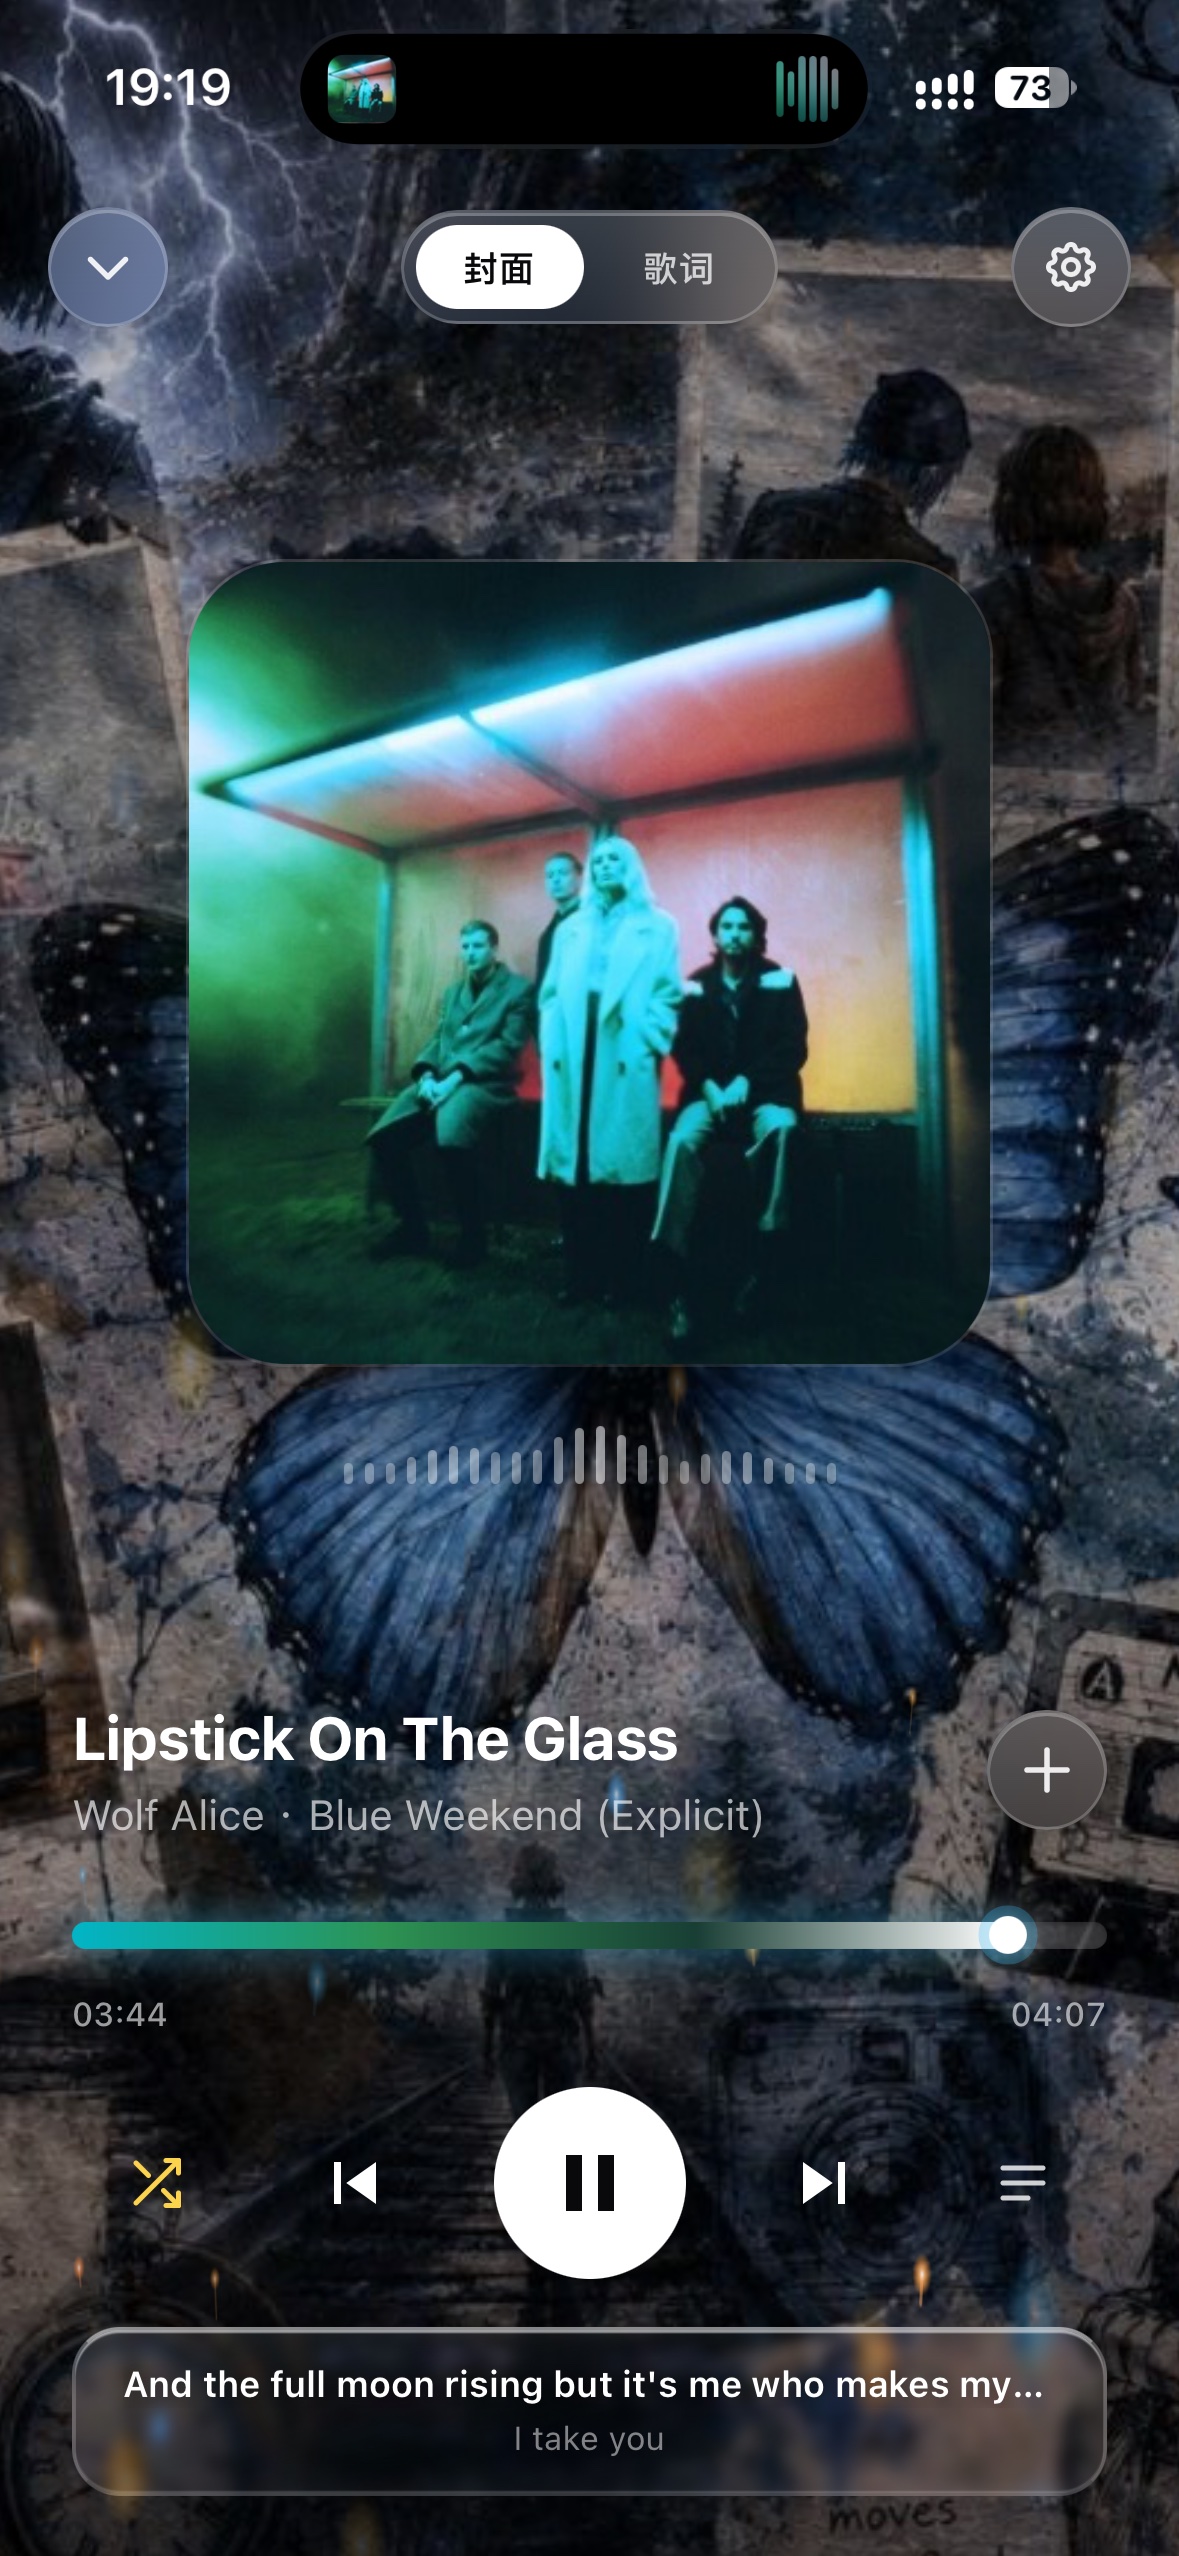 19:19
73
封面
歌词
Lipstick On The Glass
Wolf Alice · Blue Weekend (Explicit)
03:44
04:07
And the full moon rising but it's me who makes my...
I take you
moves